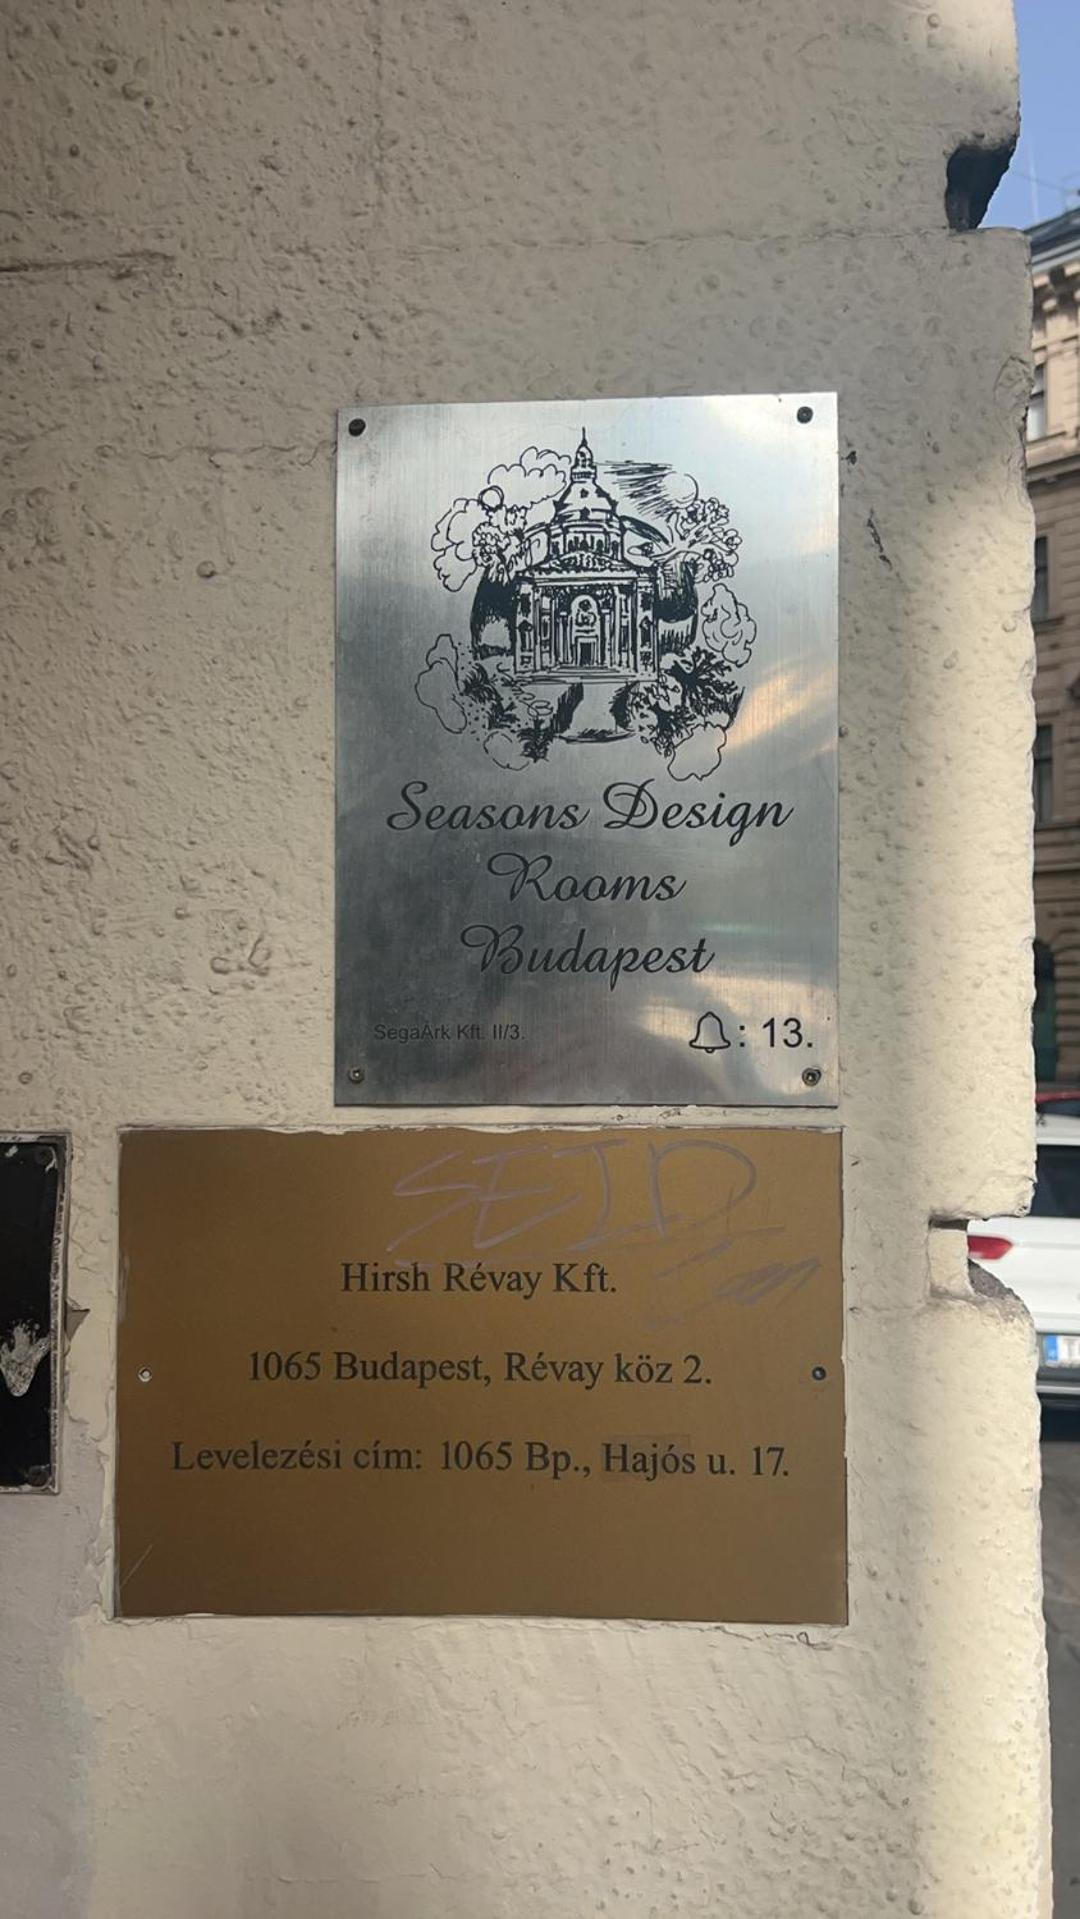 Seasons Design
Rooms
Budapest
SegaÁrk Kft. II/3.
: 13.
SEID
Hirsh Révay Kft.
1065 Budapest, Révay köz 2.
Levelezési cím: 1065 Bp., Hajós u. 17.